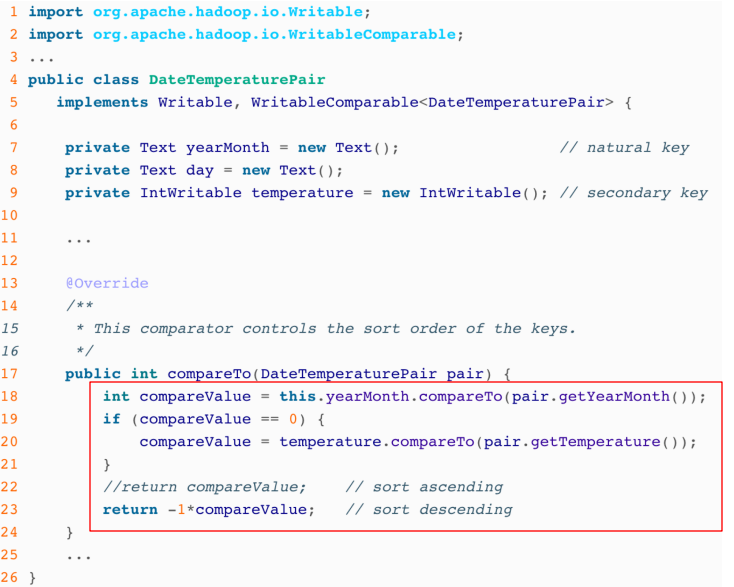 1 import org.apache.hadoop.io.Writable;
2 import org.apache.hadoop.io.WritableComparable;
3 ...
4 public class DateTemperaturePair
5    implements Writable, WritableComparable<DateTemperaturePair> {
6
7     private Text yearMonth = new Text();                 // natural key
8     private Text day = new Text();
9     private IntWritable temperature = new IntWritable(); // secondary key
10
11     ...
12
13     @Override
14     /**
15      * This comparator controls the sort order of the keys.
16      */
17     public int compareTo(DateTemperaturePair pair) {
18         int compareValue = this.yearMonth.compareTo(pair.getYearMonth());
19         if (compareValue == 0) {
20             compareValue = temperature.compareTo(pair.getTemperature());
21         }
22         //return compareValue;    // sort ascending
23         return -1*compareValue;   // sort descending
24     }
25     ...
26 }